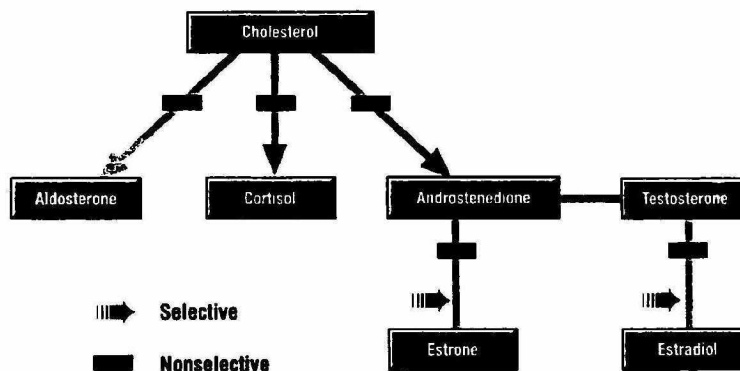 Cholesterol
Aldosterone
Cortisol
Androstenedione
Testosterone
Selective
Nonselective
Estrone
Estradiol